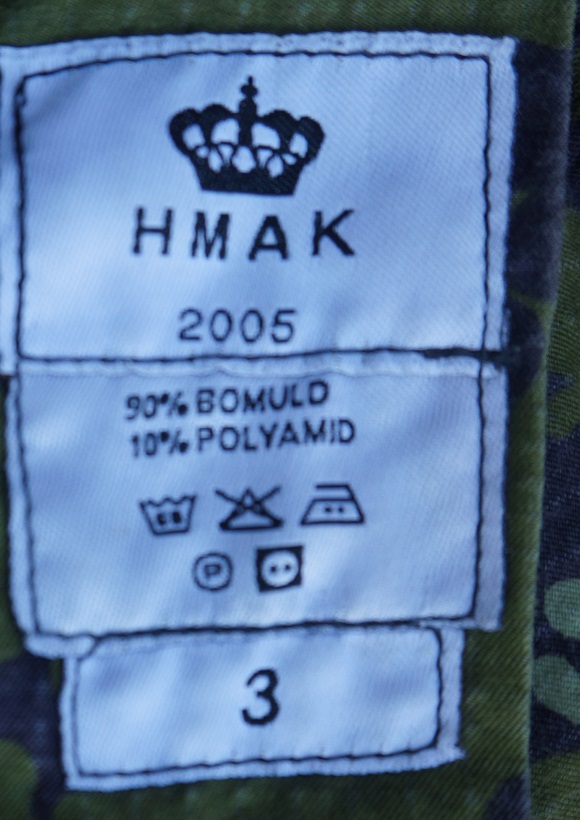 HMAK
2005
90% BOMULD
10% POLYAMID
P
3